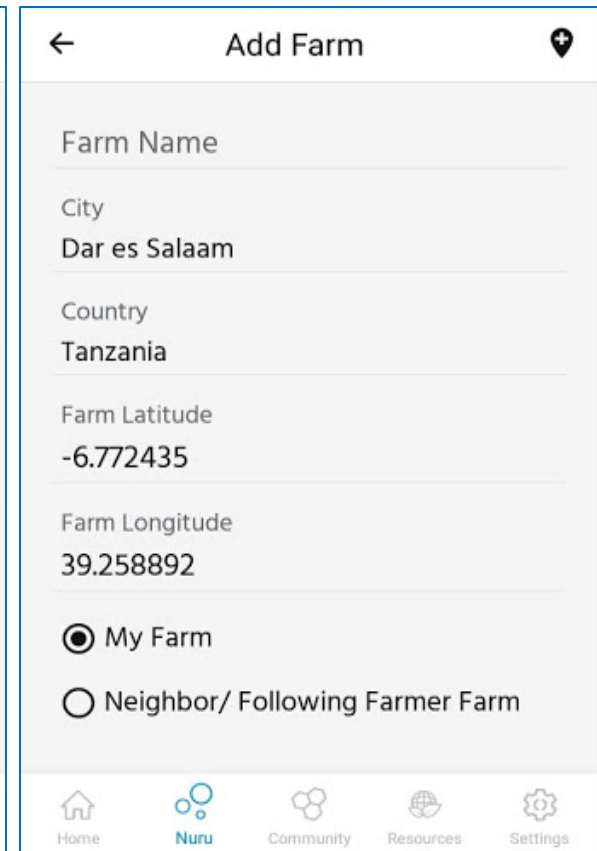 Add Farm
Farm Name
City
Dar es Salaam
Country
Tanzania
Farm Latitude
-6.772435
Farm Longitude
39.258892
My Farm
Neighbor/ Following Farmer Farm
Home Nuru Community Resources Settings